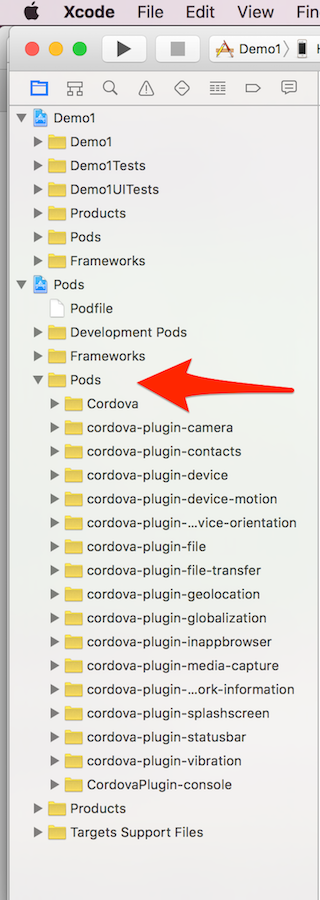 Xcode File Edit View Fin
Demo1
Demo1
Demo1
Demo1Tests
Demo1UITests
Products
Pods
Frameworks
Pods
Podfile
Development Pods
Frameworks
Pods
Cordova
cordova-plugin-camera
cordova-plugin-contacts
cordova-plugin-device
cordova-plugin-device-motion
cordova-plugin-...vice-orientation
cordova-plugin-file
cordova-plugin-file-transfer
cordova-plugin-geolocation
cordova-plugin-globalization
cordova-plugin-inappbrowser
cordova-plugin-media-capture
cordova-plugin-...ork-information
cordova-plugin-splashscreen
cordova-plugin-statusbar
cordova-plugin-vibration
CordovaPlugin-console
Products
Targets Support Files